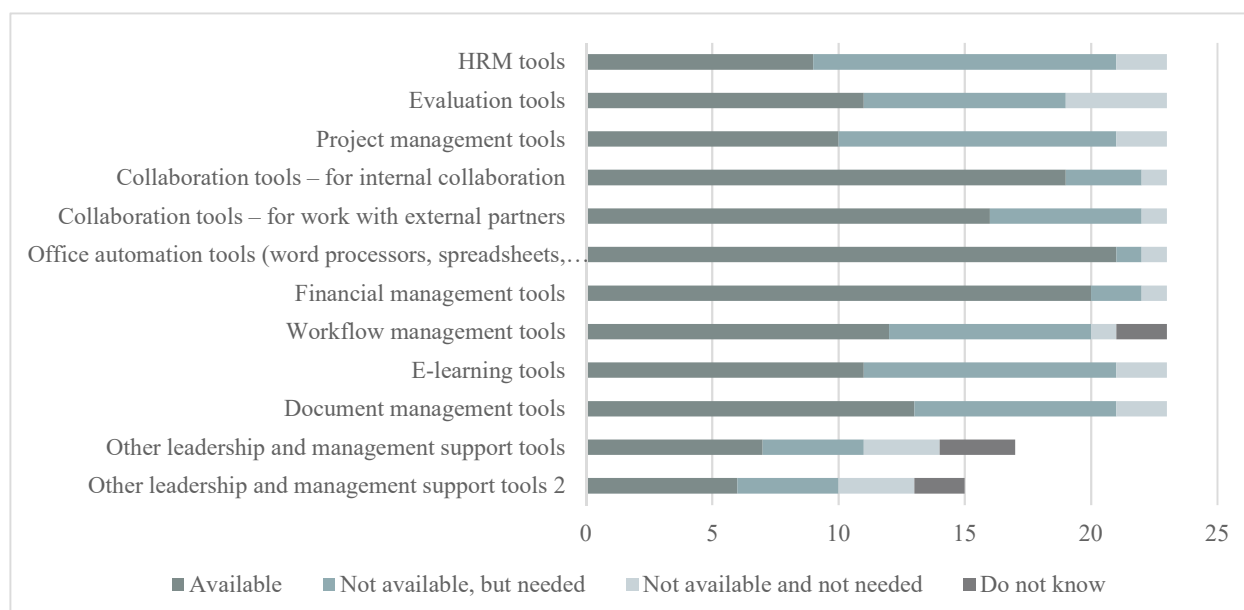 HRM tools
Evaluation tools
Project management tools
Collaboration tools – for internal collaboration
Collaboration tools – for work with external partners
Office automation tools (word processors, spreadsheets,…
Financial management tools
Workflow management tools
E-learning tools
Document management tools
Other leadership and management support tools
Other leadership and management support tools 2
0 5 10 15 20 25
Available Not available, but needed Not available and not needed Do not know